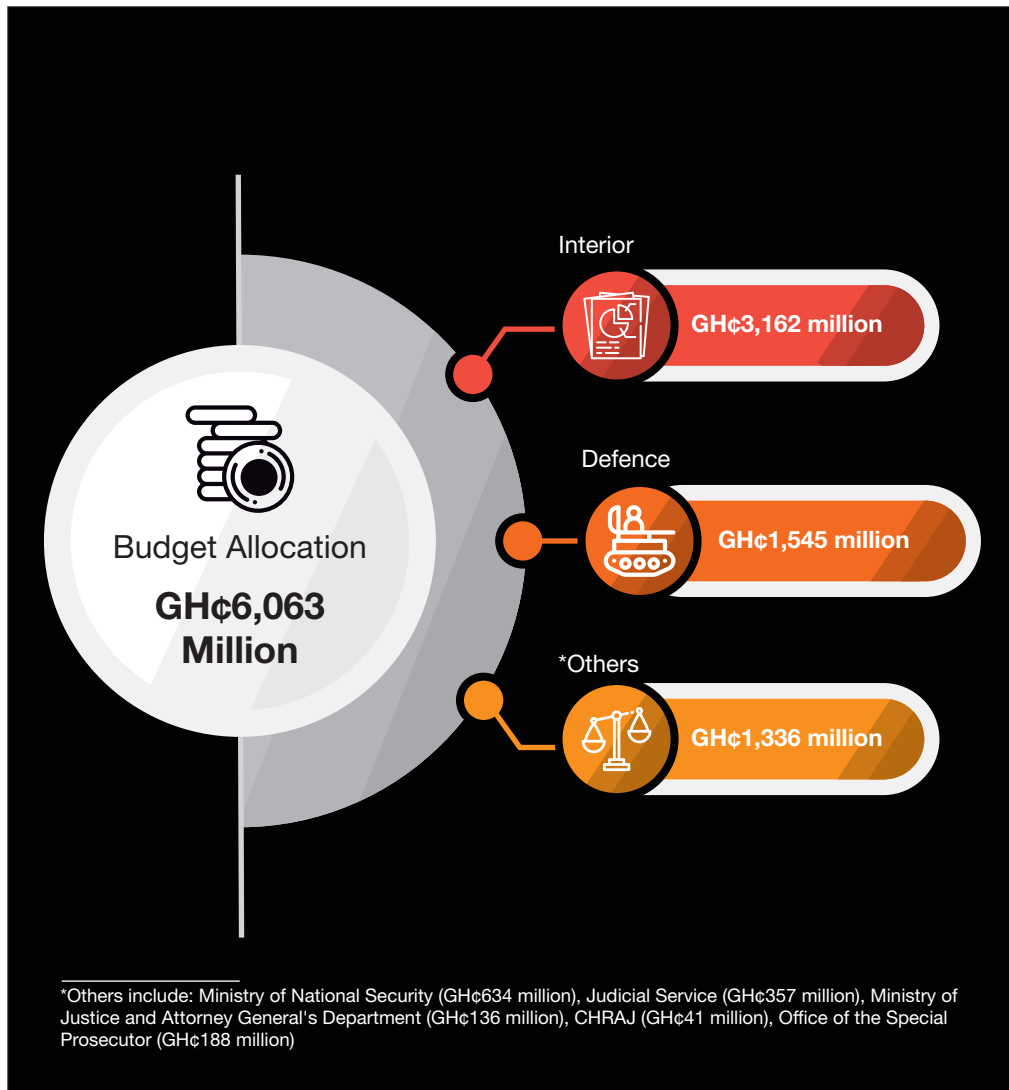 Interior
GH¢3,162 million
Defence
GH¢1,545 million
Budget Allocation
GH¢6,063
Million
*Others
GH¢1,336 million
*Others include: Ministry of National Security (GH¢634 million), Judicial Service (GH¢357 million), Ministry of
Justice and Attorney General's Department (GH¢136 million), CHRAJ (GH¢41 million), Office of the Special
Prosecutor (GH¢188 million)